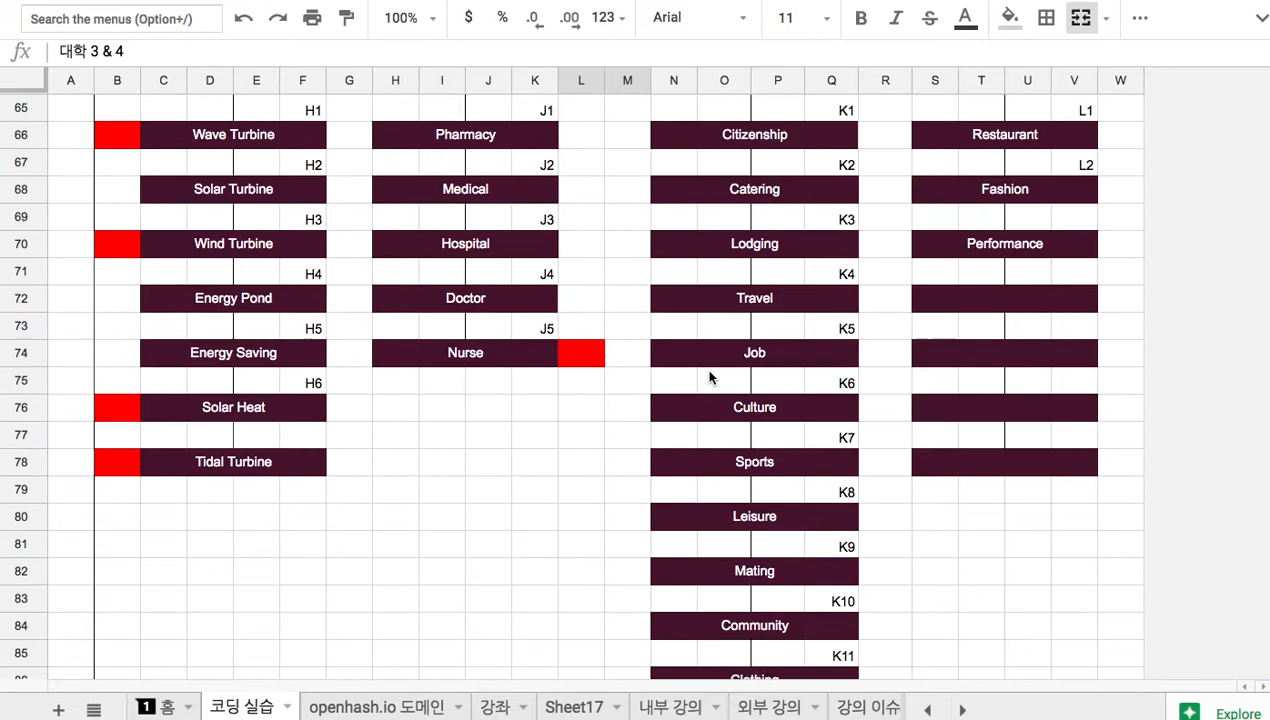 Search the menus (Option+/)
100%
$ % .0 .00 123
Arial
11
B I S A
fx 대학 3 & 4
A B C D E F G H I J K L M N O P Q R S T U V W
65 H1 J1 K1 L1
66 Wave Turbine Pharmacy Citizenship Restaurant
67 H2 J2 K2 L2
68 Solar Turbine Medical Catering Fashion
69 H3 J3 K3
70 Wind Turbine Hospital Lodging Performance
71 H4 J4 K4
72 Energy Pond Doctor Travel
73 H5 J5 K5
74 Energy Saving Nurse Job
75 H6 K6
76 Solar Heat Culture
77 K7
78 Tidal Turbine Sports
79 K8
80 Leisure
81 K9
82 Mating
83 K10
84 Community
85 K11
86 Clothing
1 홈 코딩 실습 openhash.io 도메인 강좌 Sheet17 내부 강의 외부 강의 강의 이슈
Explore